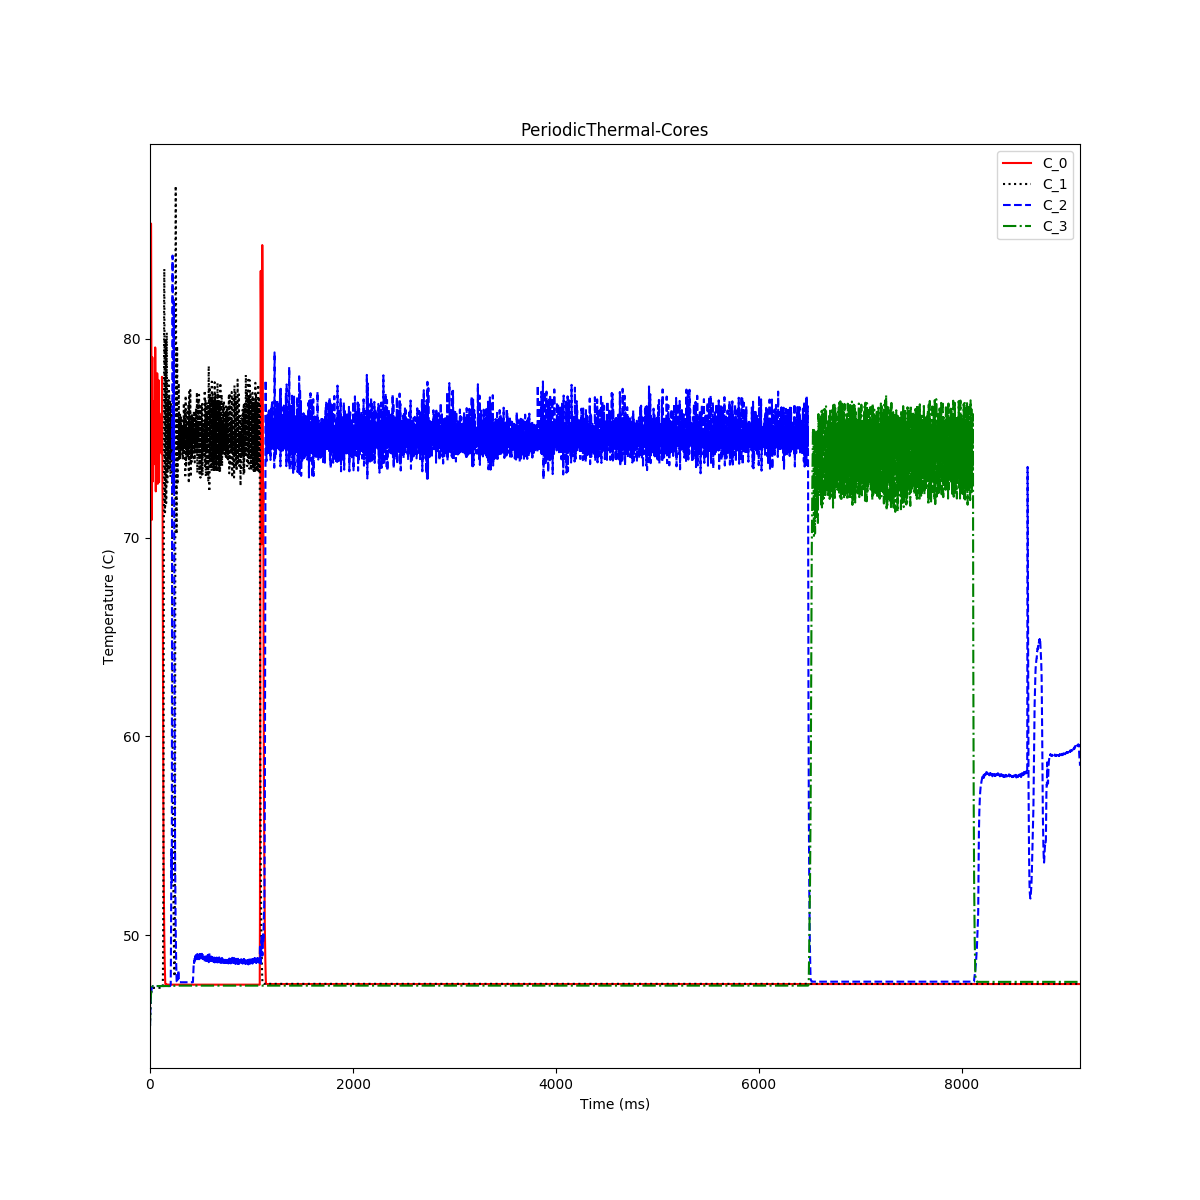 PeriodicThermal-Cores
C_0
C_1
C_2
C_3
80
70
60
50
Temperature (C)
0 2000 4000 6000 8000
Time (ms)